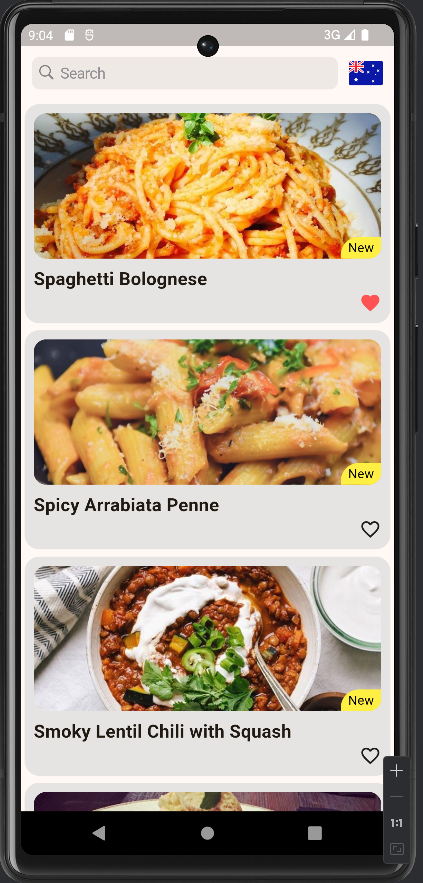 9:04
3G
Search
New
Spaghetti Bolognese
New
Spicy Arrabiata Penne
New
Smoky Lentil Chili with Squash
1:1